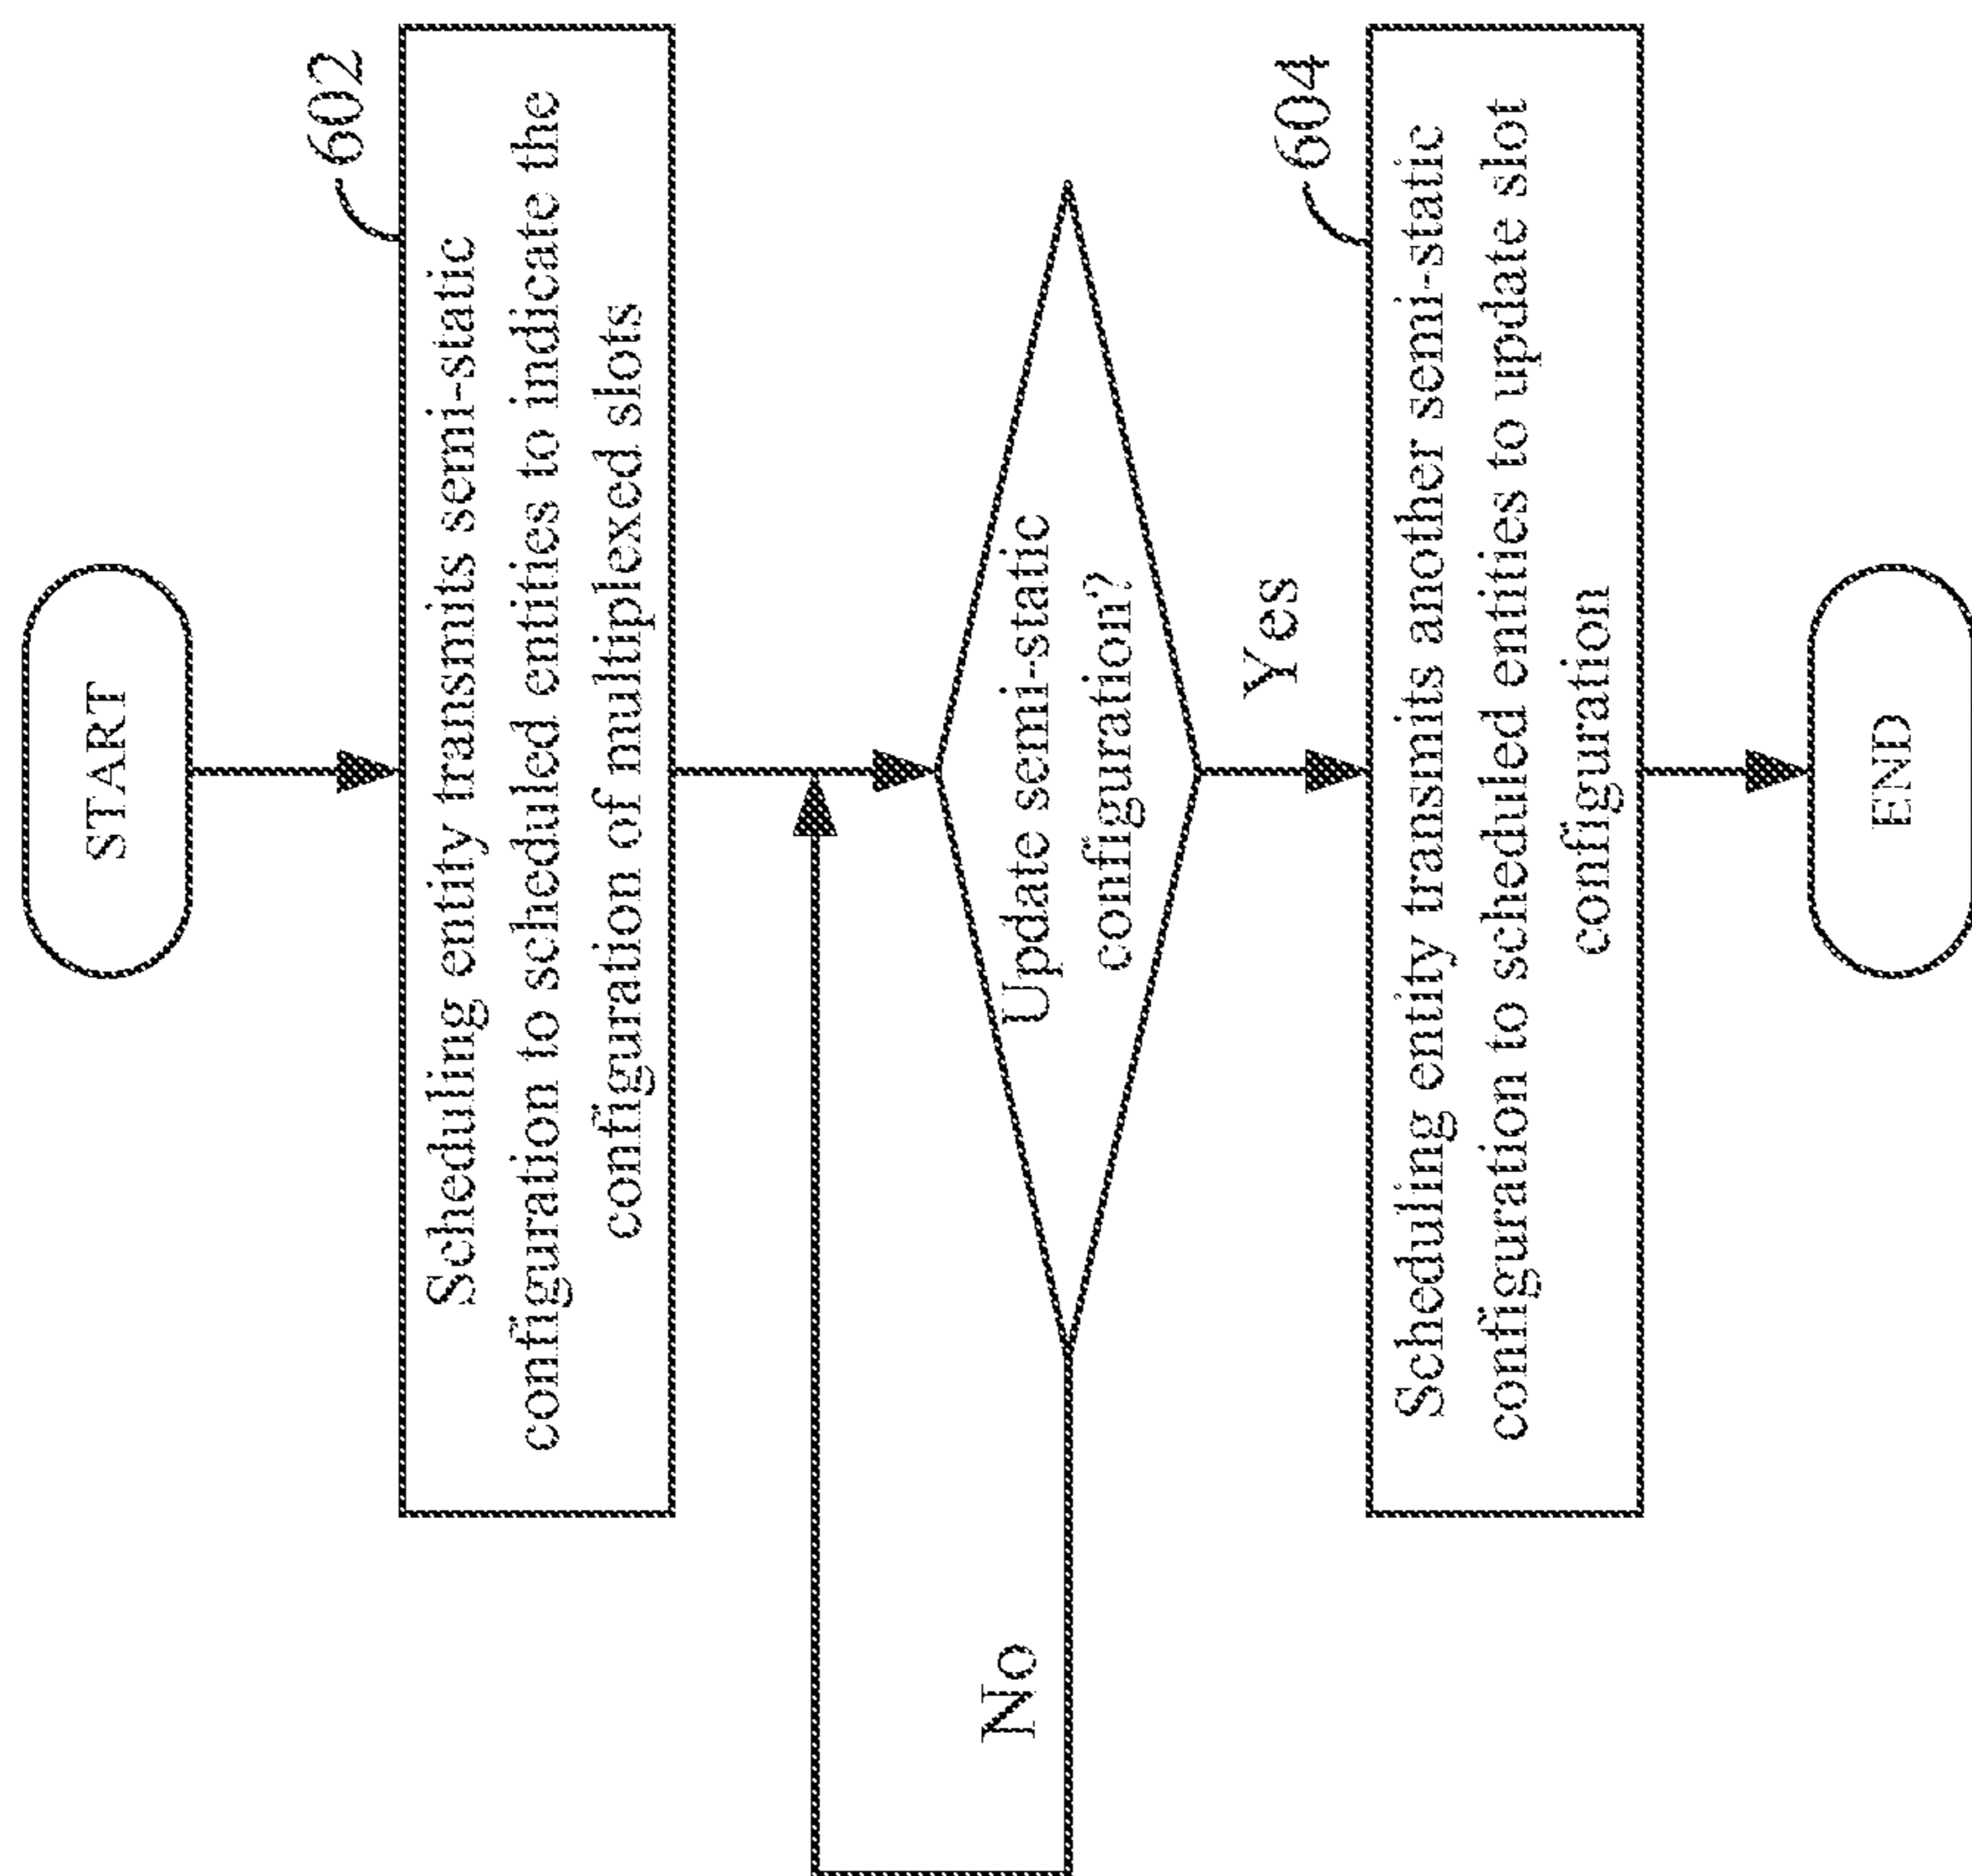 START
602
Scheduling entity transmits semi-static
configuration to scheduled entities to indicate the
configuration of multiplexed slots
Update semi-static
configuration?
No
Yes
604
Scheduling entity transmits another semi-static
configuration to scheduled entities to update slot
configuration
END